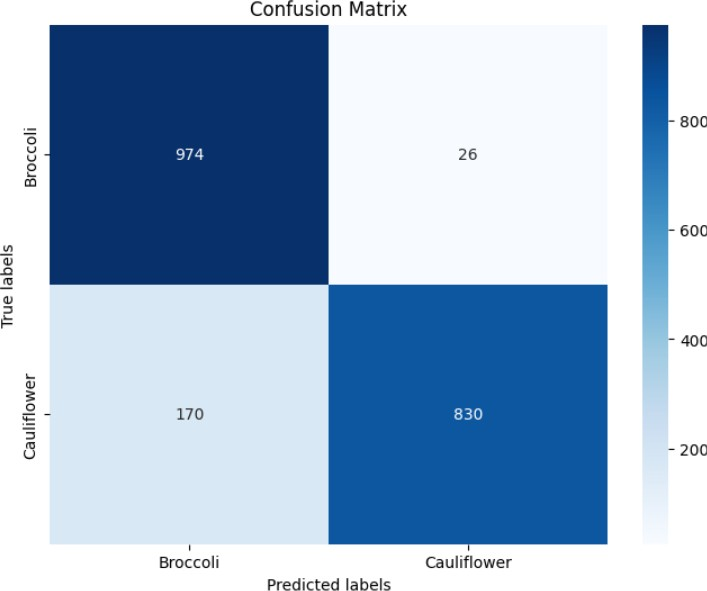 Confusion Matrix
Broccoli
974
26
800
600
True labels
400
Cauliflower
170
830
200
Broccoli
Cauliflower
Predicted labels